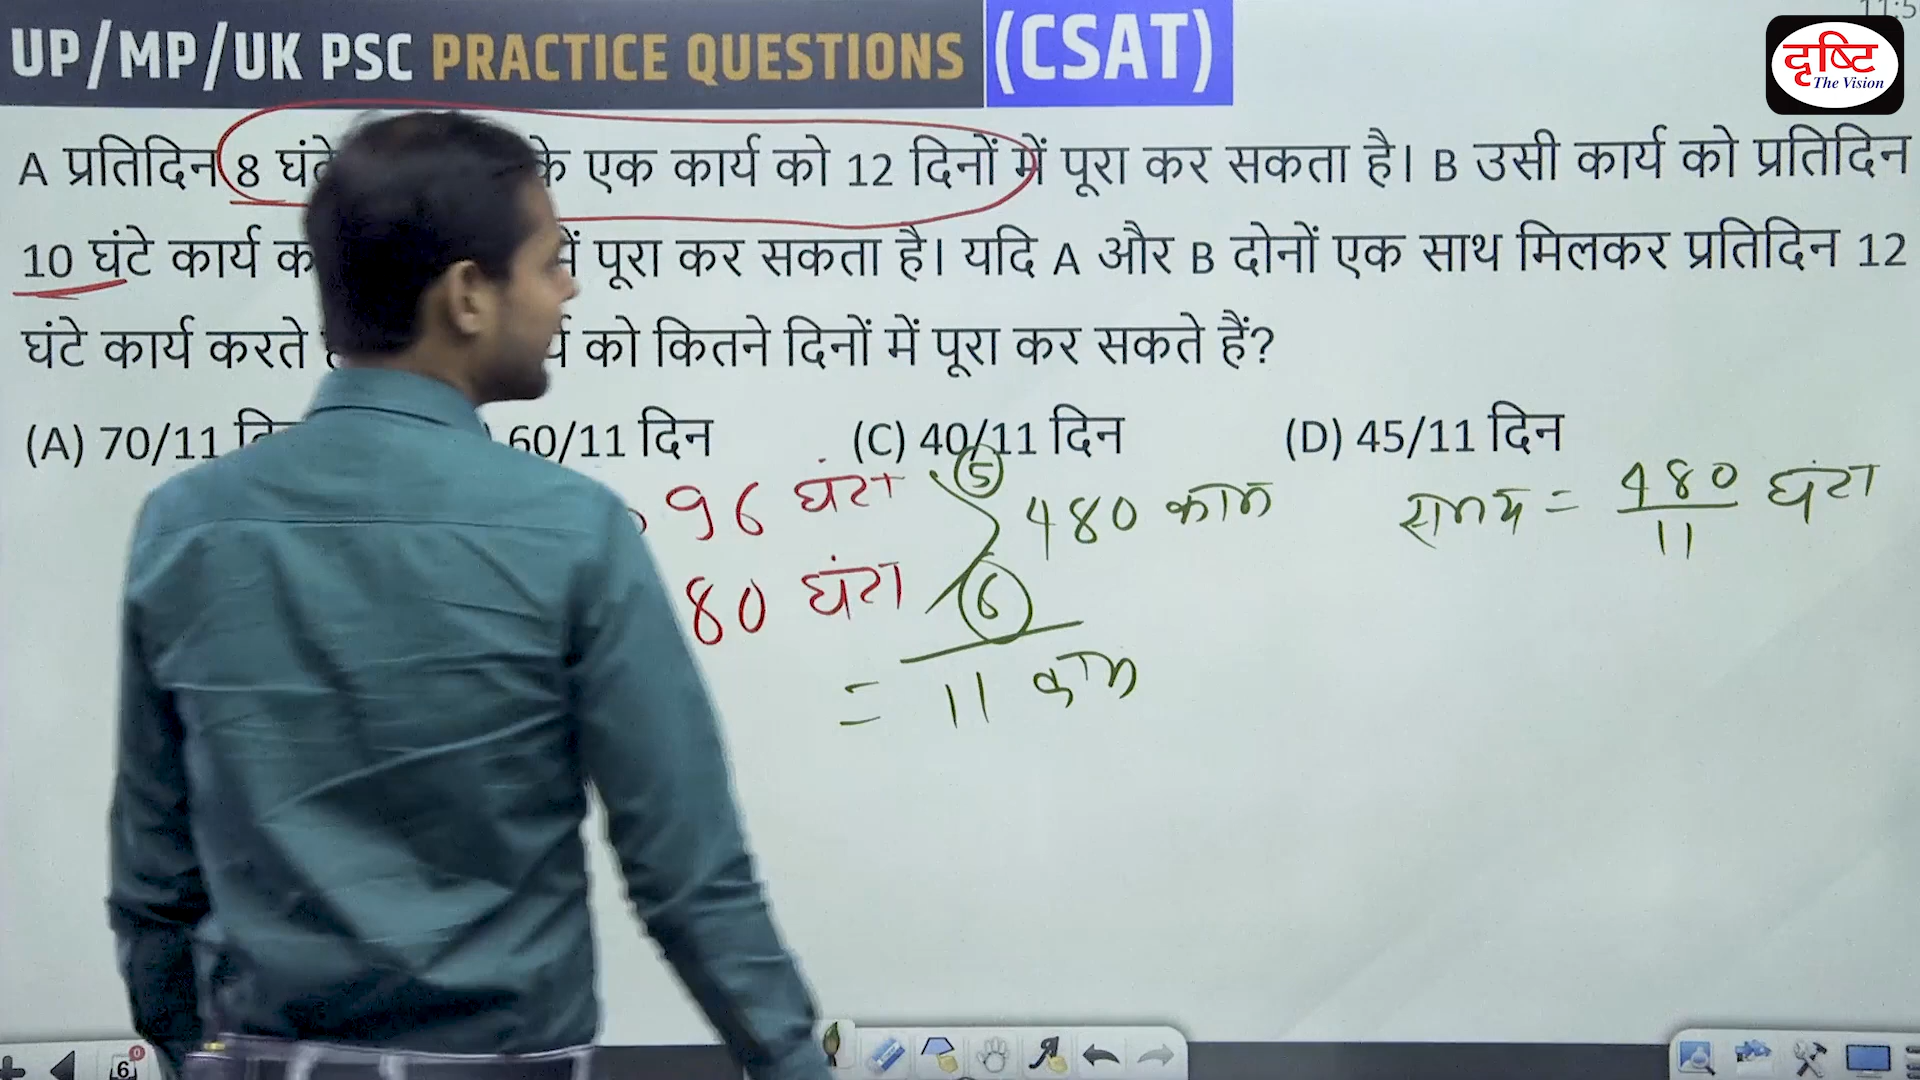 UP/MP/UK PSC PRACTICE QUESTIONS (CSAT)
दृष्टि
The Vision
A प्रतिदिन 8 घंटे के एक कार्य को 12 दिनों में पूरा कर सकता है। B उसी कार्य को प्रतिदिन
10 घंटे कार्य में पूरा कर सकता है। यदि A और B दोनों एक साथ मिलकर प्रतिदिन 12
घंटे कार्य करते को कितने दिनों में पूरा कर सकते हैं?
(A) 70/11 60/11 दिन (C) 40/11 दिन (D) 45/11 दिन
96 घंटा 5 480 काम समय = 480/11 घंटा
80 घंटा 6
= 11 काम
6